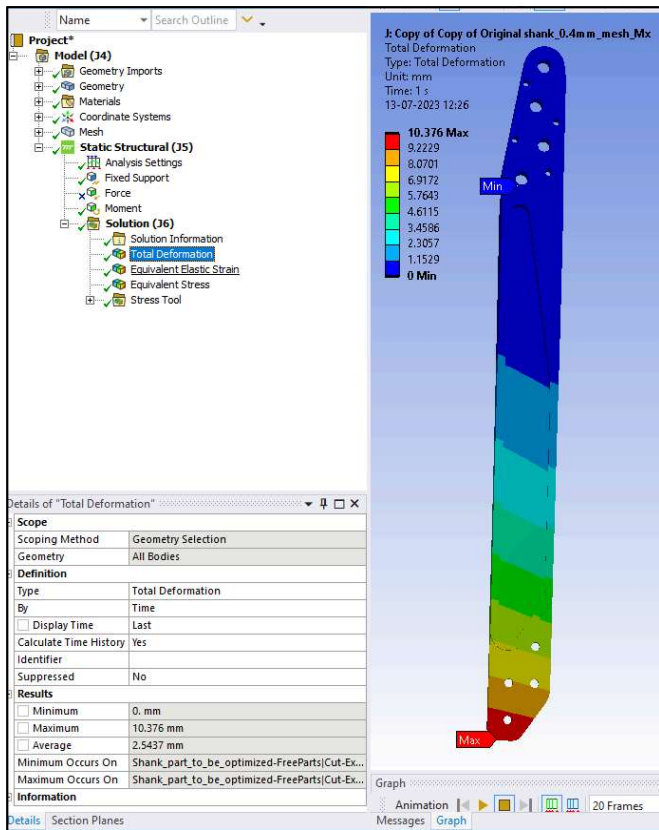 Name
Search Outline
Project*
Model (J4)
Geometry Imports
Geometry
Materials
Coordinate Systems
Mesh
Static Structural (J5)
Analysis Settings
Fixed Support
Force
Moment
Solution (J6)
Solution Information
Total Deformation
Equivalent Elastic Strain
Equivalent Stress
Stress Tool
Details of "Total Deformation"
Scope
Scoping Method Geometry Selection
Geometry All Bodies
Definition
Type Total Deformation
By Time
Display Time Last
Calculate Time History Yes
Identifier
Suppressed No
Results
Minimum 0. mm
Maximum 10.376 mm
Average 2.5437 mm
Minimum Occurs On Shank_part_to_be_optimized-FreeParts|Cut-Ex...
Maximum Occurs On Shank_part_to_be_optimized-FreeParts|Cut-Ex...
Information
Details Section Planes
J: Copy of Copy of Original shank_0.4mm_mesh_Mx
Total Deformation
Type: Total Deformation
Unit: mm
Time: 1 s
13-07-2023 12:26
10.376 Max
9.2229
8.0701
6.9172
5.7643
4.6115
3.4586
2.3057
1.1529
0 Min
Min
Max
Graph
Animation 20 Frames
Messages Graph